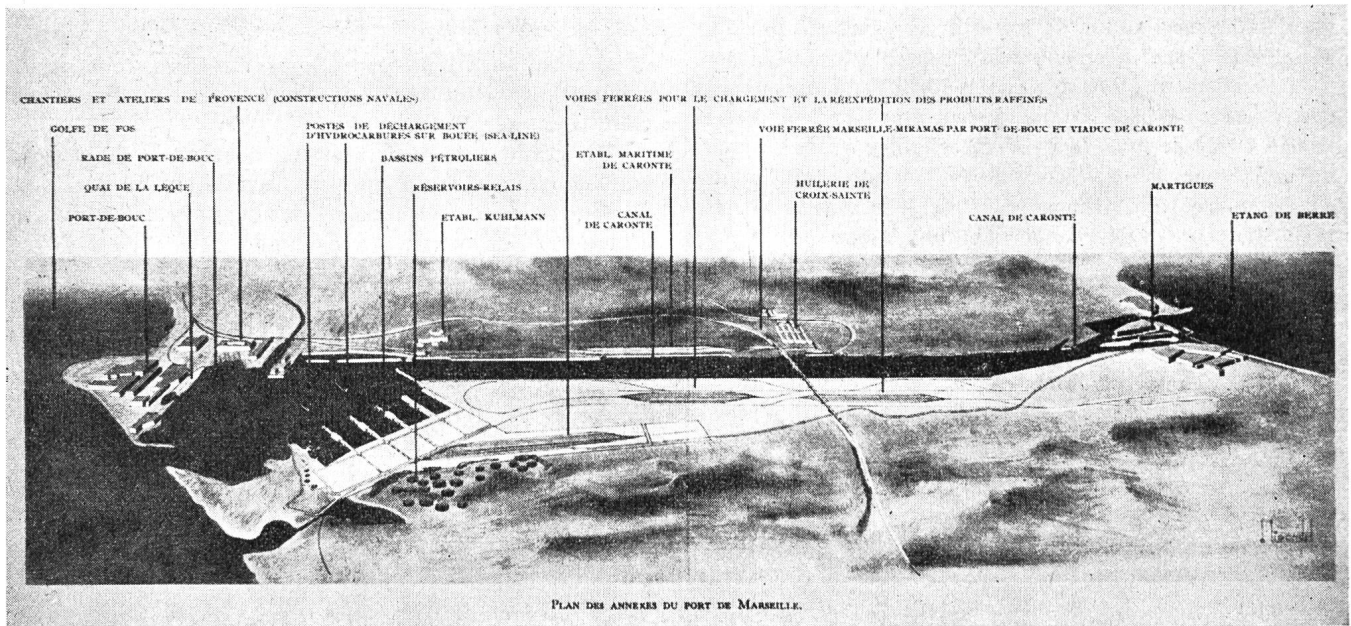 CHANTIERS ET ATELIERS DE PROVENCE (CONSTRUCTIONS NAVALES)
VOIES FERRÉES POUR LE CHARGEMENT ET LA RÉEXPÉDITION DES PRODUITS RAFFINÉS
GOLFE DE FOS
POSTES DE DÉCHARGEMENT
D'HYDROCARBURES SUR BOUÉE (SEA-LINE)
VOIE FERRÉE MARSEILLE-MIRAMAS PAR PORT-DE-BOUC ET VIADUC DE CARONTE
RADE DE PORT-DE-BOUC
BASSINS PÉTROLIERS
ETABL. MARITIME
DE CARONTE
QUAI DE LA LÈQUE
RÉSERVOIRS-RELAIS
HUILERIE DE
CROIX-SAINTE
MARTIGUES
PORT-DE-BOUC
ETABL. KUHLMANN
CANAL
DE CARONTE
CANAL DE CARONTE
ETANG DE BERRE
PLAN DES ANNEXES DU PORT DE MARSEILLE.